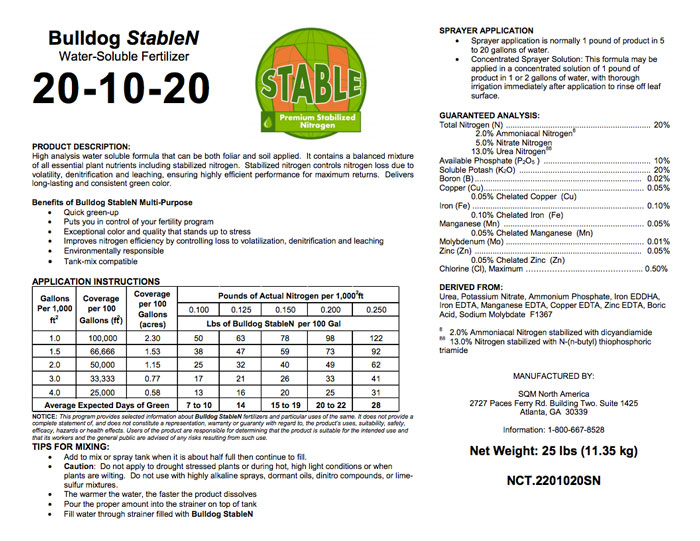 Bulldog StableN
Water-Soluble Fertilizer
20-10-20
N
STABLE
Premium Stabilized
Nitrogen
PRODUCT DESCRIPTION:
High analysis water soluble formula that can be both foliar and soil applied. It contains a balanced mixture
of all essential plant nutrients including stabilized nitrogen. Stabilized nitrogen controls nitrogen loss due to
volatility, denitrification and leaching, ensuring highly efficient performance for maximum returns. Delivers
long-lasting and consistent green color.
Benefits of Bulldog StableN Multi-Purpose
• Quick green-up
• Puts you in control of your fertility program
• Exceptional color and quality that stands up to stress
• Improves nitrogen efficiency by controlling loss to volatilization, denitrification and leaching
• Environmentally responsible
• Tank-mix compatible
APPLICATION INSTRUCTIONS
Gallons Per 1,000 ft² Coverage per 100 Gallons (ft²) Coverage per 100 Gallons (acres) Pounds of Actual Nitrogen per 1,000²ft
0.100 0.125 0.150 0.200 0.250
Lbs of Bulldog StableN per 100 Gal
1.0 100,000 2.30 50 63 78 98 122
1.5 66,666 1.53 38 47 59 73 92
2.0 50,000 1.15 25 32 40 49 62
3.0 33,333 0.77 17 21 26 33 41
4.0 25,000 0.58 13 16 20 25 31
Average Expected Days of Green 7 to 10 14 15 to 19 20 to 22 28
NOTICE: This program provides selected information about Bulldog StableN fertilizers and particular uses of the same. It does not provide a
complete statement of, and does not constitute a representation, warranty or guaranty with regard to, the product's uses, suitability, safety,
efficacy, hazards or health effects. Users of the product are responsible for determining that the product is suitable for the intended use and
that its workers and the general public are advised of any risks resulting from such use.
TIPS FOR MIXING:
• Add to mix or spray tank when it is about half full then continue to fill.
• Caution: Do not apply to drought stressed plants or during hot, high light conditions or when
plants are wilting. Do not use with highly alkaline sprays, dormant oils, dinitro compounds, or lime-
sulfur mixtures.
• The warmer the water, the faster the product dissolves
• Pour the proper amount into the strainer on top of tank
• Fill water through strainer filled with Bulldog StableN
SPRAYER APPLICATION
• Sprayer application is normally 1 pound of product in 5
to 20 gallons of water.
• Concentrated Sprayer Solution: This formula may be
applied in a concentrated solution of 1 pound of
product in 1 or 2 gallons of water, with thorough
irrigation immediately after application to rinse off leaf
surface.
GUARANTEED ANALYSIS:
Total Nitrogen (N) ........ 20%
2.0% Ammoniacal Nitrogen§
5.0% Nitrate Nitrogen
13.0% Urea Nitrogen§§
Available Phosphate (P₂O₅ ) ........ 10%
Soluble Potash (K₂O) ........ 20%
Boron (B) ........ 0.02%
Copper (Cu) ........ 0.05%
0.05% Chelated Copper (Cu)
Iron (Fe) ........ 0.10%
0.10% Chelated Iron (Fe)
Manganese (Mn) ........ 0.05%
0.05% Chelated Manganese (Mn)
Molybdenum (Mo) ........ 0.01%
Zinc (Zn) ........ 0.05%
0.05% Chelated Zinc (Zn)
Chlorine (Cl), Maximum ........ 0.50%
DERIVED FROM:
Urea, Potassium Nitrate, Ammonium Phosphate, Iron EDDHA,
Iron EDTA, Manganese EDTA, Copper EDTA, Zinc EDTA, Boric
Acid, Sodium Molybdate F1367
§ 2.0% Ammoniacal Nitrogen stabilized with dicyandiamide
§§ 13.0% Nitrogen stabilized with N-(n-butyl) thiophosphoric
triamide
MANUFACTURED BY:
SQM North America
2727 Paces Ferry Rd. Building Two. Suite 1425
Atlanta, GA 30339
Information: 1-800-667-8528
Net Weight: 25 lbs (11.35 kg)
NCT.2201020SN